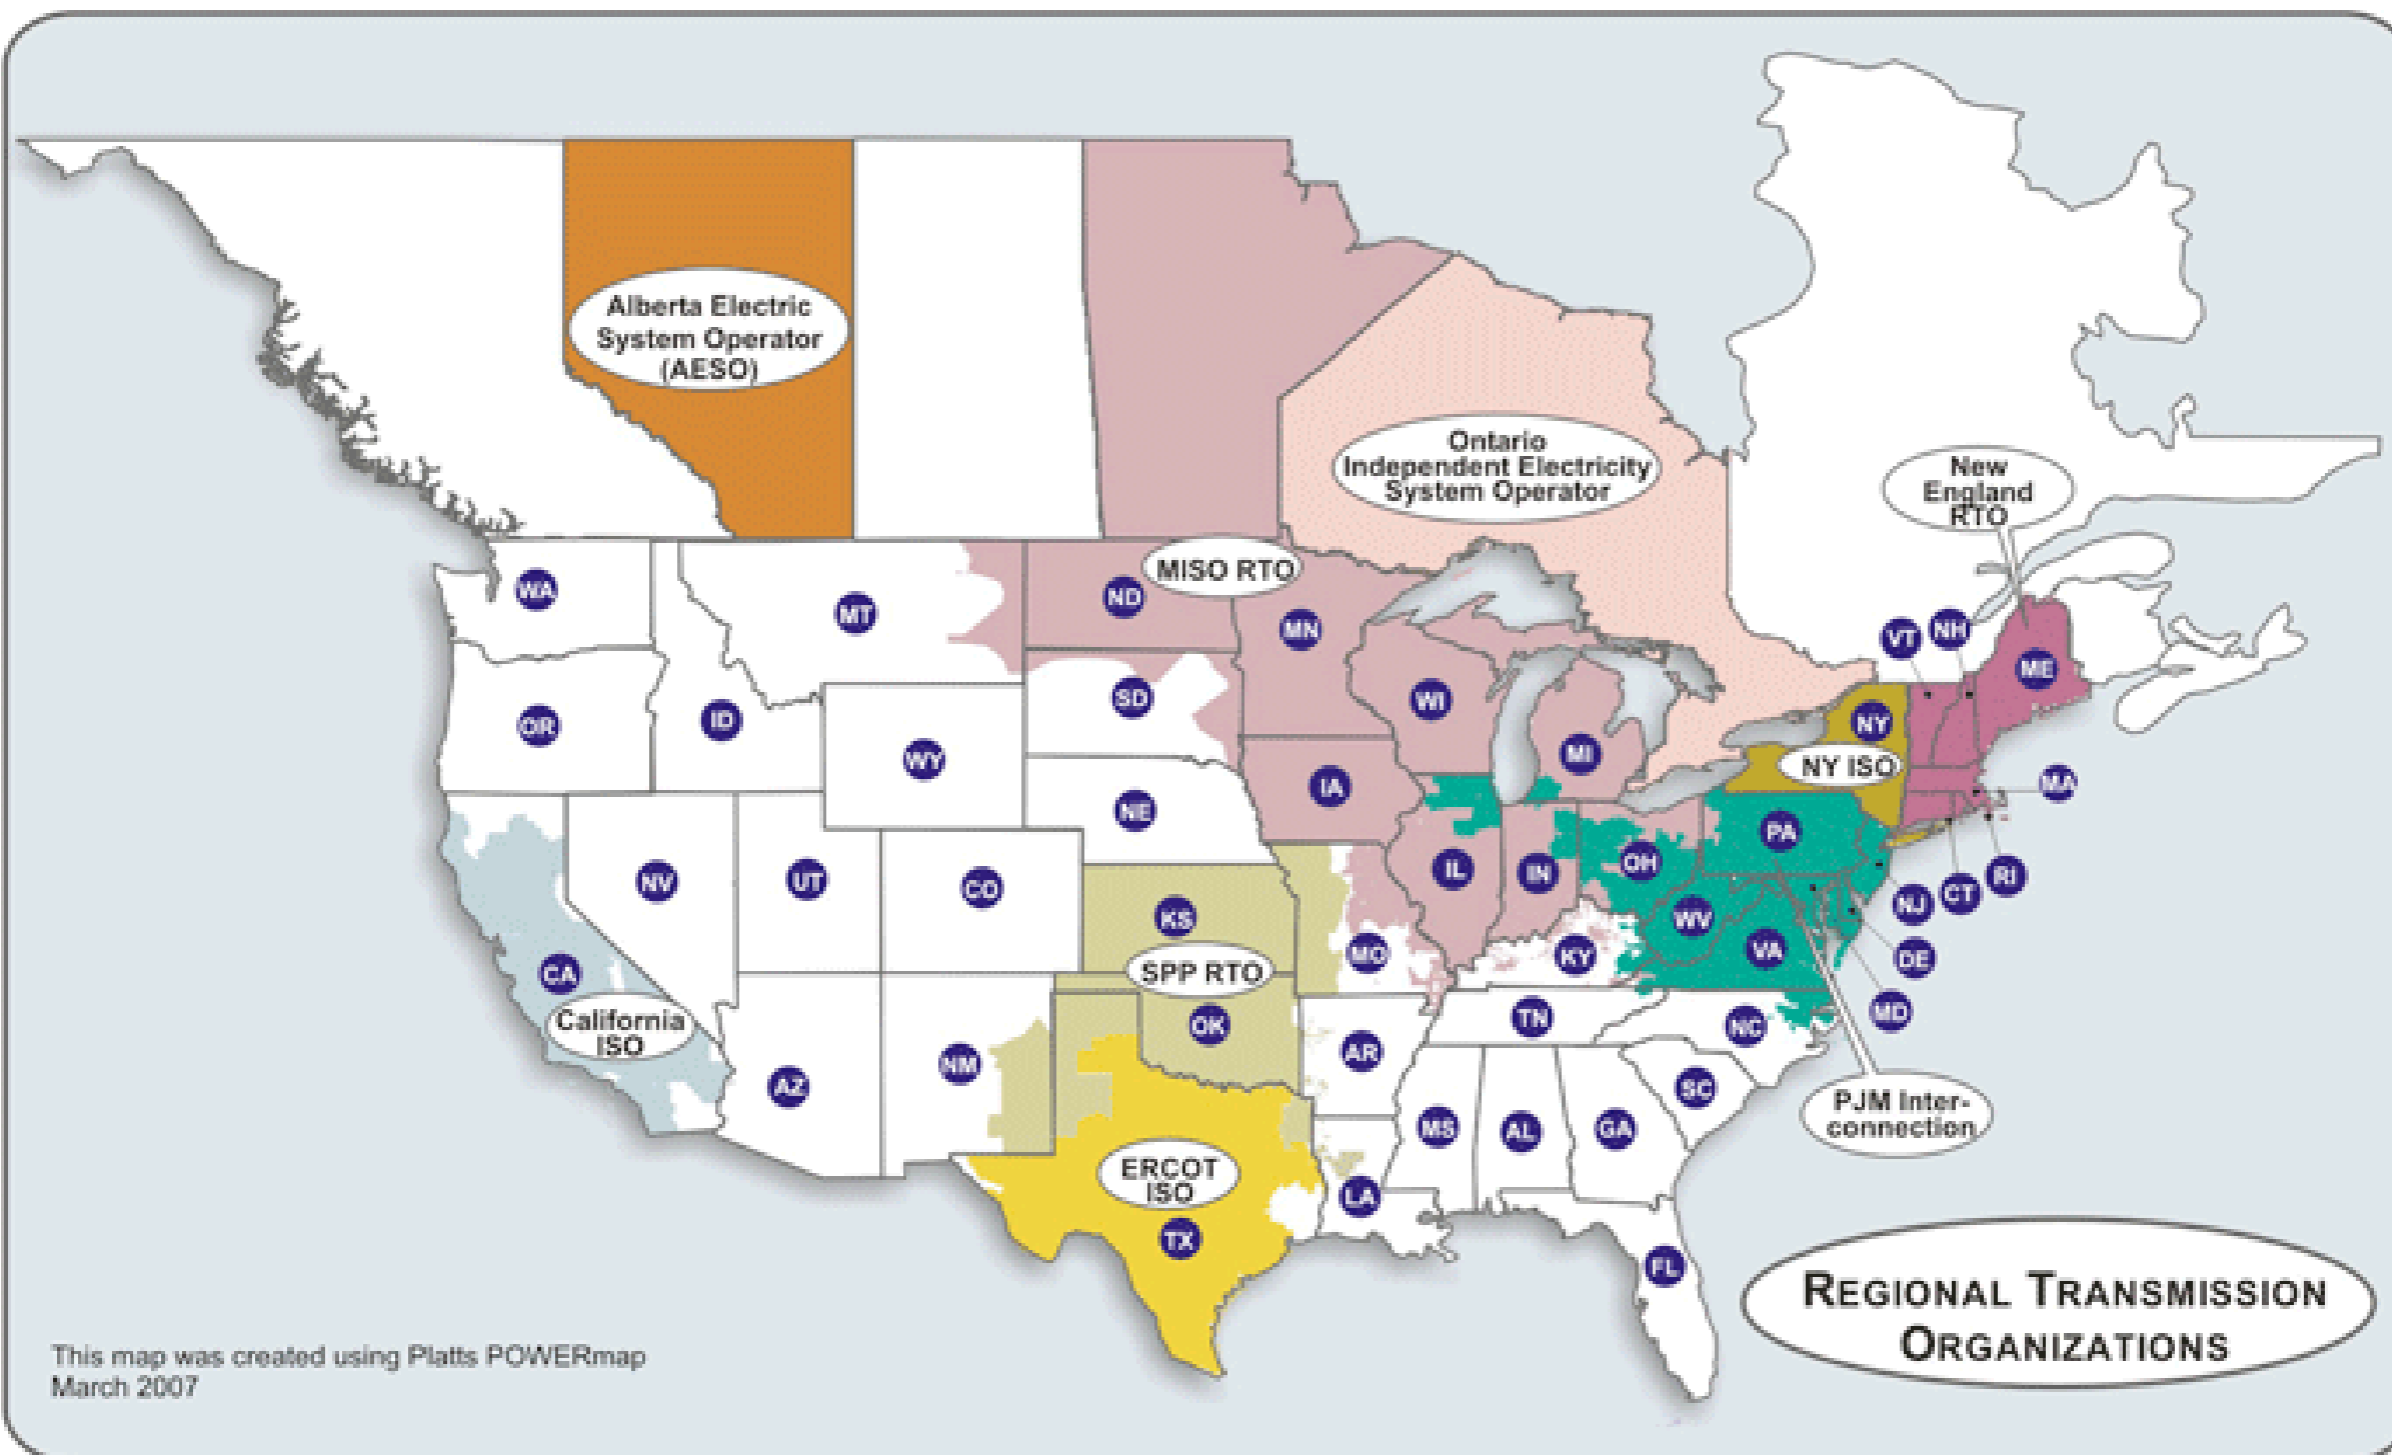 Alberta Electric
System Operator
(AESO)
Ontario
Independent Electricity
System Operator
New
England
RTO
MISO RTO
WA
MT
ND
MN
VT
NH
ME
OR
ID
SD
WI
NY
WY
MI
NY ISO
MA
NE
IA
PA
NV
UT
CO
IL
IN
OH
RI
CT
NJ
KS
WV
CA
SPP RTO
MO
KY
VA
DE
California
ISO
OK
TN
NC
MD
NM
AR
AZ
SC
PJM Inter-
connection
MS
AL
GA
ERCOT
ISO
LA
TX
FL
REGIONAL TRANSMISSION
ORGANIZATIONS
This map was created using Platts POWERmap
March 2007